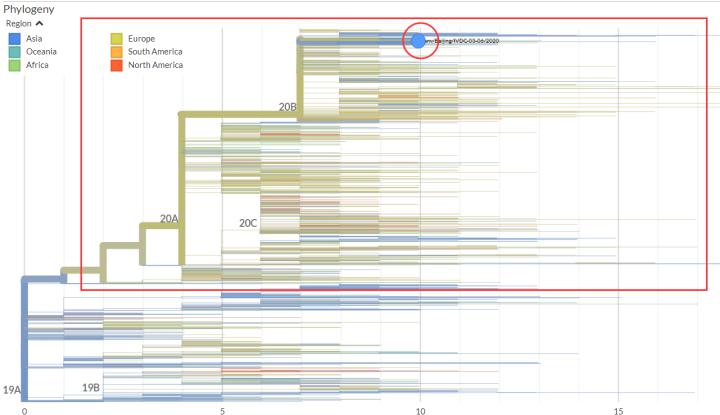 Phylogeny
Region
Asia
Europe
Oceania
South America
Africa
North America
Beijing/IVDC-03-06/2020
20B
20A
20C
19A
19B
0
5
10
15